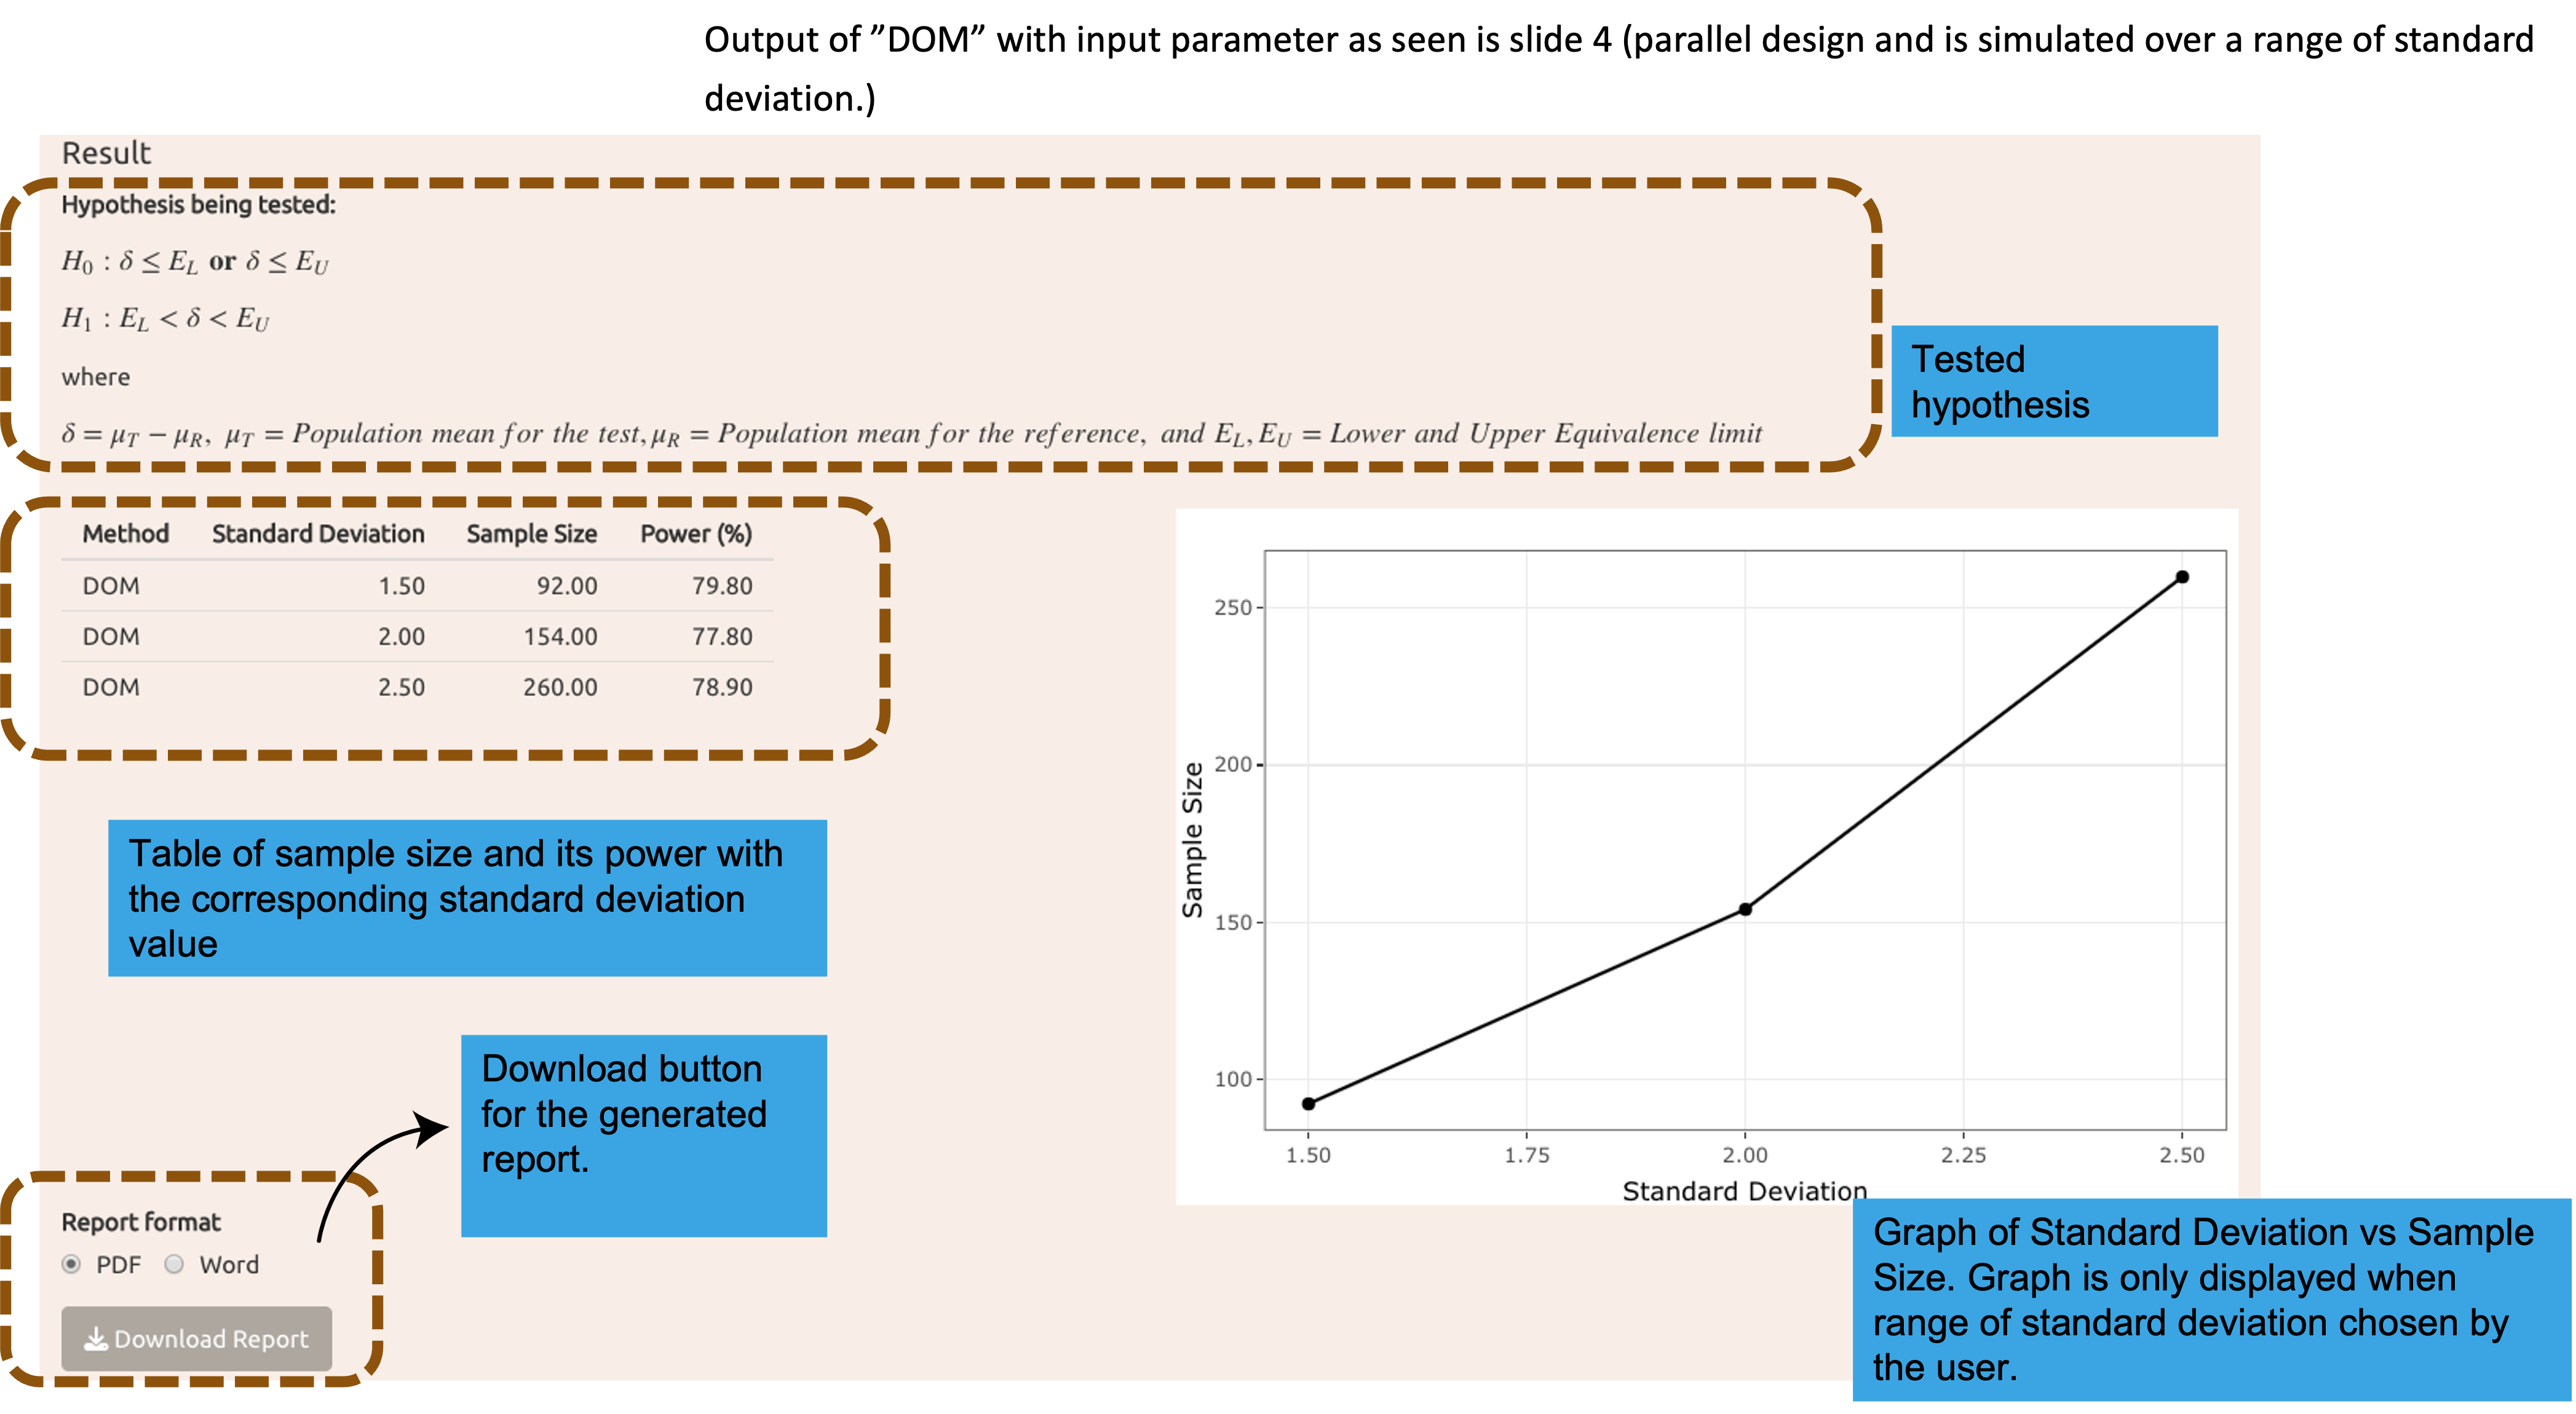 Output of ”DOM” with input parameter as seen is slide 4 (parallel design and is simulated over a range of standard
deviation.)
Result
Hypothesis being tested:
H₀ : δ ≤ E_L or δ ≤ E_U
H₁ : E_L < δ < E_U
where
δ = μ_T − μ_R, μ_T = Population mean for the test, μ_R = Population mean for the reference, and E_L, E_U = Lower and Upper Equivalence limit
Tested
hypothesis
Method Standard Deviation Sample Size Power (%)
DOM 1.50 92.00 79.80
DOM 2.00 154.00 77.80
DOM 2.50 260.00 78.90
Table of sample size and its power with
the corresponding standard deviation
value
Download button
for the generated
report.
Report format
PDF Word
Download Report
Sample Size
250
200
150
100
1.50 1.75 2.00 2.25 2.50
Standard Deviation
Graph of Standard Deviation vs Sample
Size. Graph is only displayed when
range of standard deviation chosen by
the user.